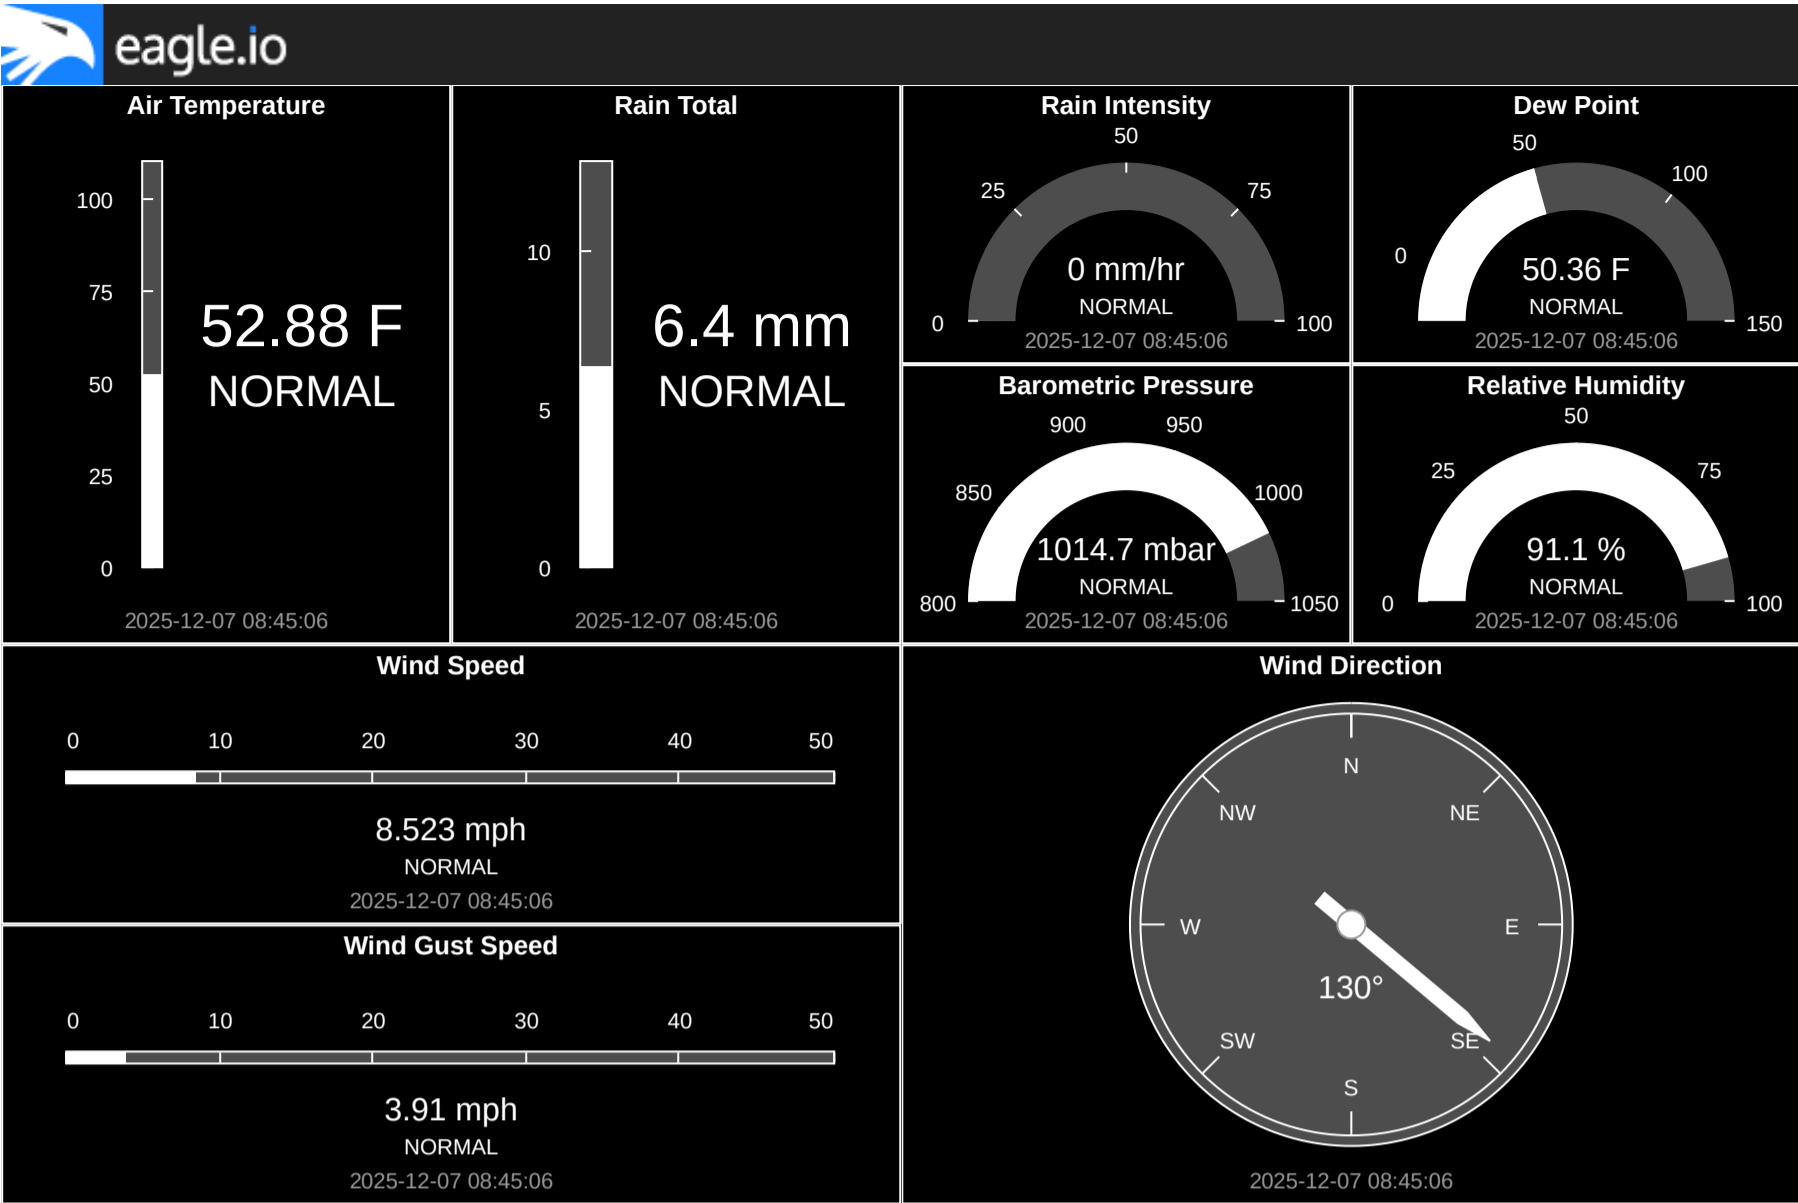 eagle.io
Air Temperature
100
75
50
25
0
52.88 F
NORMAL
2025-12-07 08:45:06
Rain Total
10
5
0
6.4 mm
NORMAL
2025-12-07 08:45:06
Rain Intensity
50
25
75
0
100
0 mm/hr
NORMAL
2025-12-07 08:45:06
Dew Point
50
100
0
150
50.36 F
NORMAL
2025-12-07 08:45:06
Barometric Pressure
900
950
850
1000
800
1050
1014.7 mbar
NORMAL
2025-12-07 08:45:06
Relative Humidity
50
25
75
0
100
91.1 %
NORMAL
2025-12-07 08:45:06
Wind Speed
0 10 20 30 40 50
8.523 mph
NORMAL
2025-12-07 08:45:06
Wind Gust Speed
0 10 20 30 40 50
3.91 mph
NORMAL
2025-12-07 08:45:06
Wind Direction
N
NW
NE
W
E
130°
SW
SE
S
2025-12-07 08:45:06